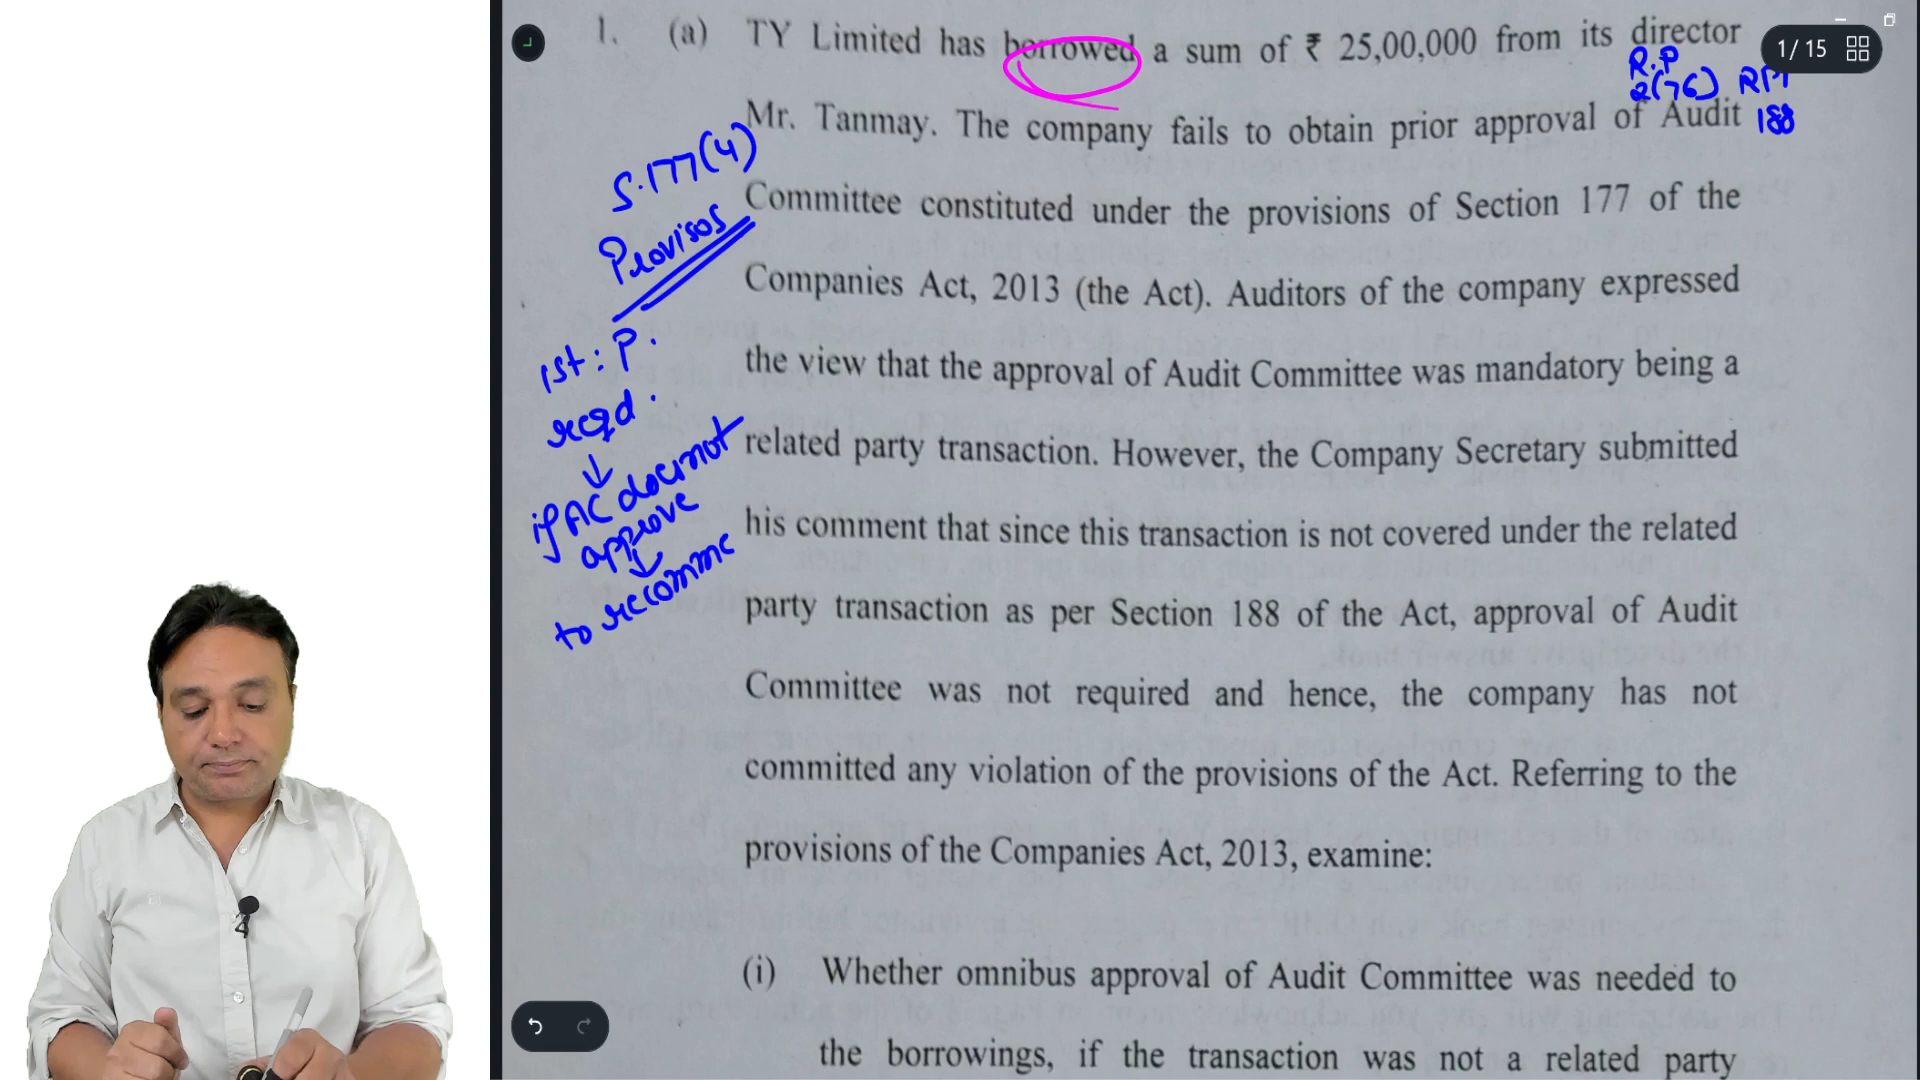 1. (a) TY Limited has borrowed a sum of ₹ 25,00,000 from its director
1/ 15
R.P
2(76) RPT
188
Mr. Tanmay. The company fails to obtain prior approval of Audit
S.177(4)
Committee constituted under the provisions of Section 177 of the
Provisos
Companies Act, 2013 (the Act). Auditors of the company expressed
1st : P.
the view that the approval of Audit Committee was mandatory being a
reqd.
related party transaction. However, the Company Secretary submitted
if AC does not
approve
his comment that since this transaction is not covered under the related
to recomme
party transaction as per Section 188 of the Act, approval of Audit
Committee was not required and hence, the company has not
committed any violation of the provisions of the Act. Referring to the
provisions of the Companies Act, 2013, examine:
(i) Whether omnibus approval of Audit Committee was needed to
the borrowings, if the transaction was not a related party